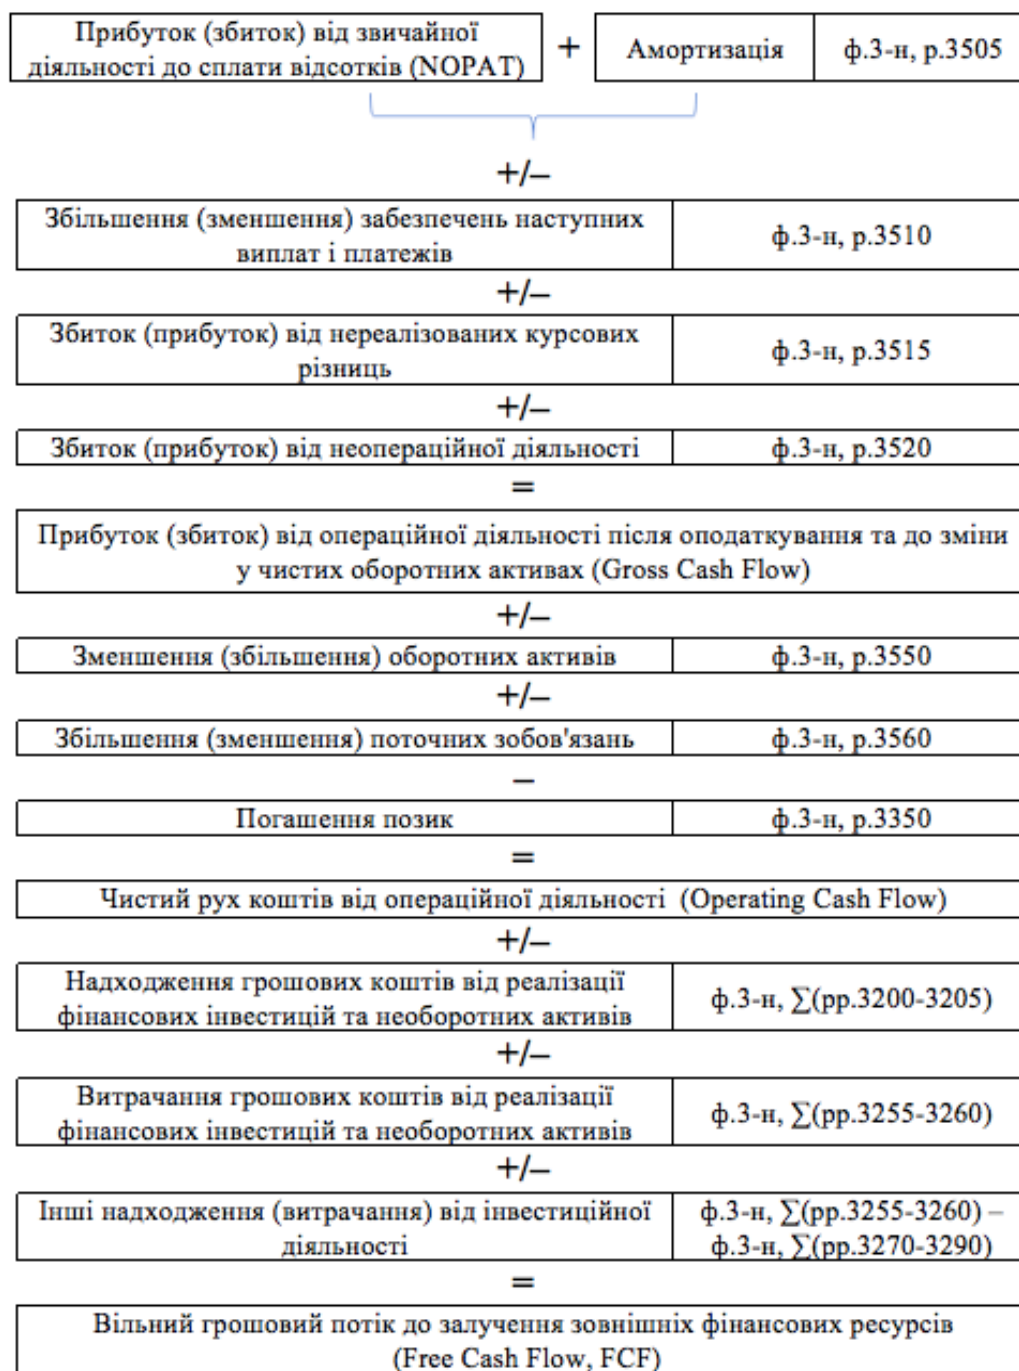 Прибуток (збиток) від звичайної
діяльності до сплати відсотків (NOPAT)
+
Амортизація
ф.3-н, р.3505
+/–
Збільшення (зменшення) забезпечень наступних
виплат і платежів
ф.3-н, р.3510
+/–
Збиток (прибуток) від нереалізованих курсових
різниць
ф.3-н, р.3515
+/–
Збиток (прибуток) від неопераційної діяльності
ф.3-н, р.3520
=
Прибуток (збиток) від операційної діяльності після оподаткування та до зміни
у чистих оборотних активах (Gross Cash Flow)
+/–
Зменшення (збільшення) оборотних активів
ф.3-н, р.3550
+/–
Збільшення (зменшення) поточних зобов'язань
ф.3-н, р.3560
–
Погашення позик
ф.3-н, р.3350
=
Чистий рух коштів від операційної діяльності (Operating Cash Flow)
+/–
Надходження грошових коштів від реалізації
фінансових інвестицій та необоротних активів
ф.3-н, ∑(рр.3200-3205)
+/–
Витрачання грошових коштів від реалізації
фінансових інвестицій та необоротних активів
ф.3-н, ∑(рр.3255-3260)
+/–
Інші надходження (витрачання) від інвестиційної
діяльності
ф.3-н, ∑(рр.3255-3260) –
ф.3-н, ∑(рр.3270-3290)
=
Вільний грошовий потік до залучення зовнішніх фінансових ресурсів
(Free Cash Flow, FCF)